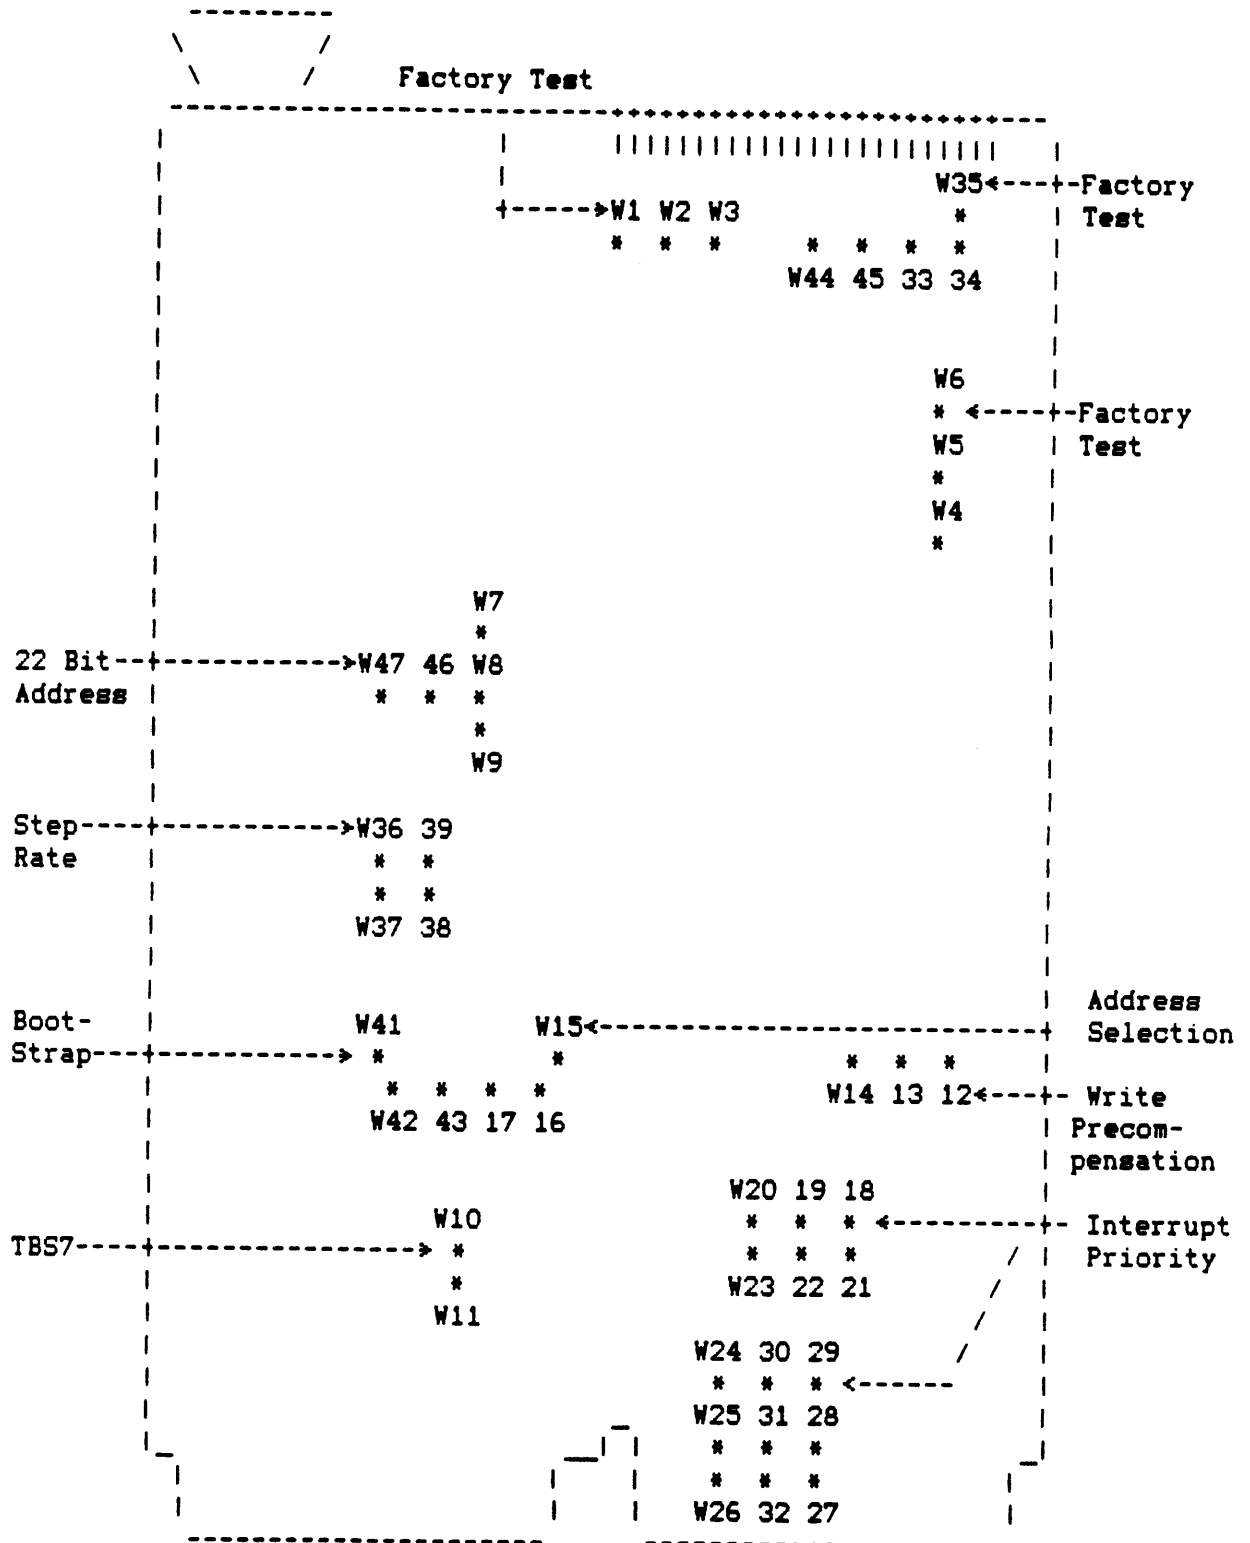 Factory Test
W35<----+-Factory
+----->W1 W2 W3 * Test
* * * * * * *
W44 45 33 34
W6
* <-----+-Factory
W5 Test
*
W4
*
W7
*
22 Bit--+------------>W47 46 W8
Address * * *
*
W9
Step----+------------>W36 39
Rate * *
* *
W37 38
Address
Boot- W41 W15<---------------------------- Selection
Strap---+------------> * * * * *
* * * * W14 13 12<----+- Write
W42 43 17 16 Precom-
pensation
W20 19 18
W10 * * * <----------+- Interrupt
TBS7----+-----------------> * * * * Priority
* W23 22 21
W11
W24 30 29
* * * <------
W25 31 28
* * *
* * *
W26 32 27